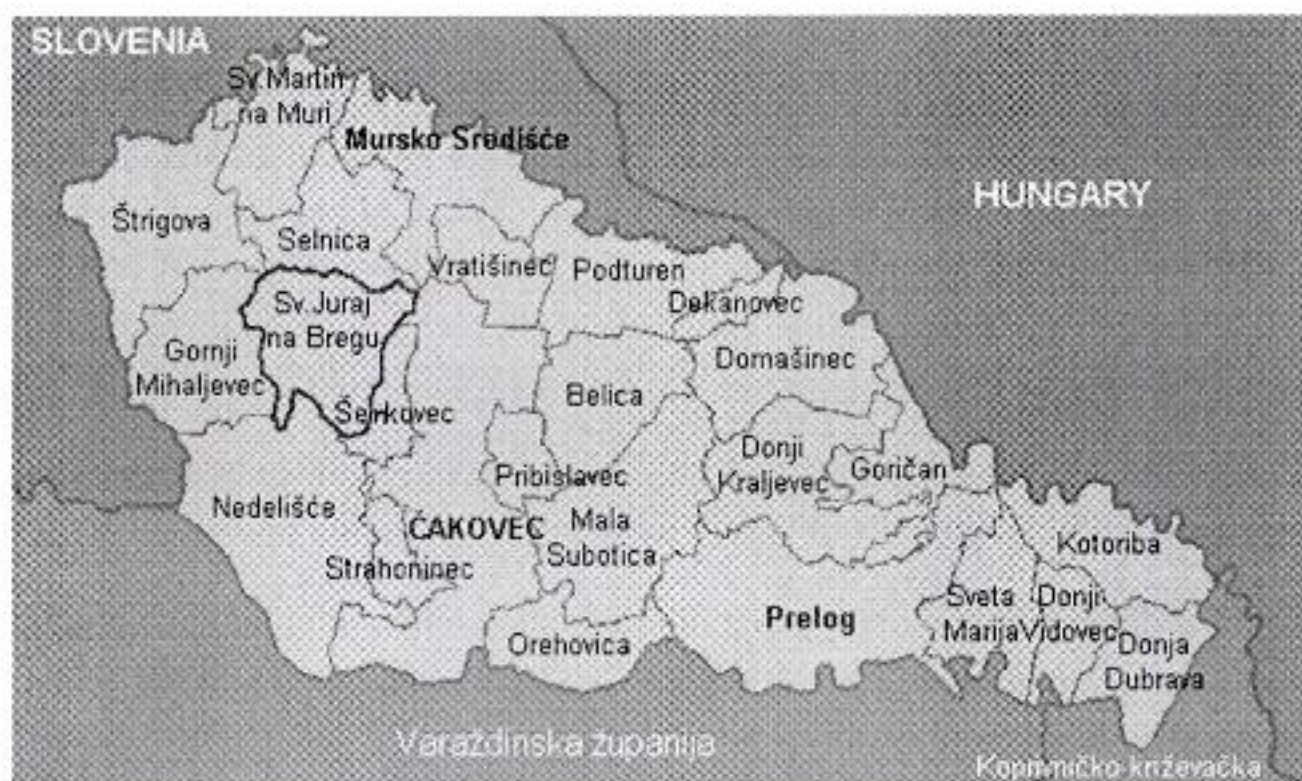 SLOVENIA
Sv.Martin
na Muri
Mursko Središće
HUNGARY
Štrigova
Selnica
Vratišinec
Podturen
Dekanovec
Sv.Juraj
na Bregu
Gornji
Mihaljevec
Domašinec
Šenkovec
Belica
Donji
Kraljevec
Goričan
Pribislavec
Nedelišće
ČAKOVEC
Mala
Subotica
Kotoriba
Strahoninec
Sveta
Marija
Donji
Vidovec
Prelog
Orehovica
Donja
Dubrava
Varaždinska županija
Koprivničko-križevačka